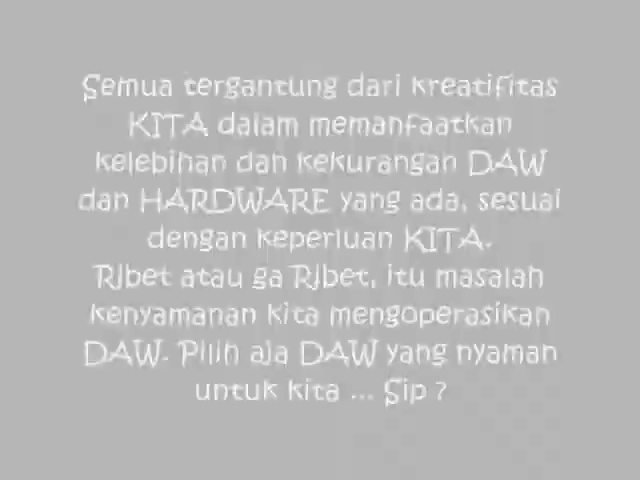 Semua tergantung dari kreatifitas
KITA dalam memanfaatkan
kelebihan dan kekurangan DAW
dan HARDWARE yang ada, sesuai
dengan keperluan KITA.
Ribet atau ga Ribet, itu masalah
kenyamanan kita mengoperasikan
DAW. Pilih aja DAW yang nyaman
untuk kita ... Sip ?